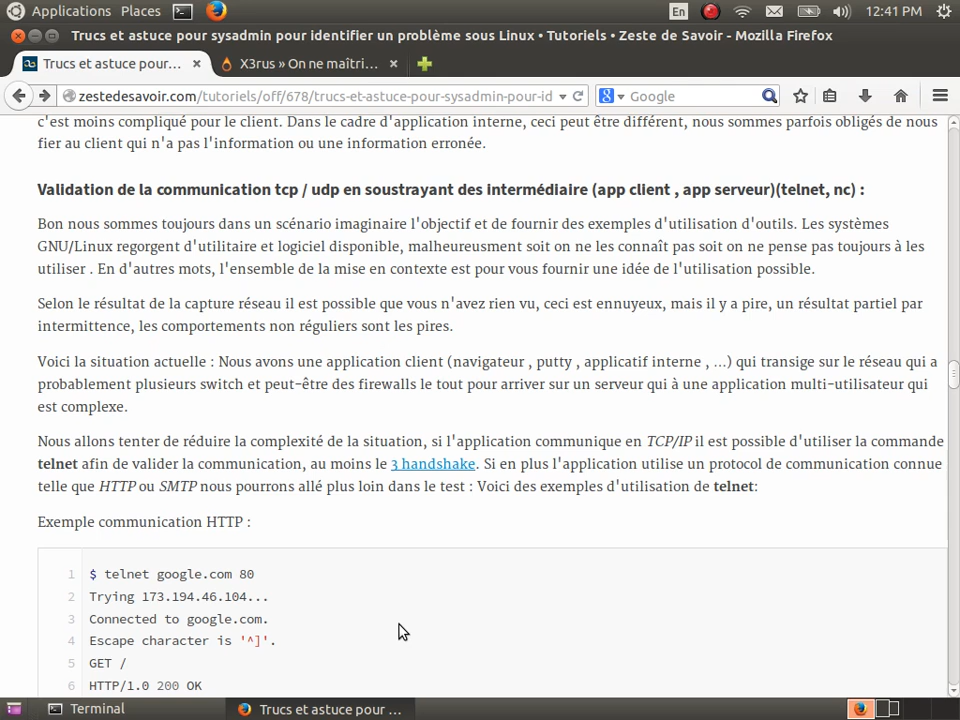 Applications Places En 12:41 PM
Trucs et astuce pour sysadmin pour identifier un problème sous Linux • Tutoriels • Zeste de Savoir - Mozilla Firefox
Trucs et astuce pour... X3rus » On ne maîtri...
zestedesavoir.com/tutoriels/off/678/trucs-et-astuce-pour-sysadmin-pour-id Google
c'est moins compliqué pour le client. Dans le cadre d'application interne, ceci peut être différent, nous sommes parfois obligés de nous
fier au client qui n'a pas l'information ou une information erronée.
Validation de la communication tcp / udp en soustrayant des intermédiaire (app client , app serveur)(telnet, nc) :
Bon nous sommes toujours dans un scénario imaginaire l'objectif et de fournir des exemples d'utilisation d'outils. Les systèmes
GNU/Linux regorgent d'utilitaire et logiciel disponible, malheureusment soit on ne les connaît pas soit on ne pense pas toujours à les
utiliser . En d'autres mots, l'ensemble de la mise en contexte est pour vous fournir une idée de l'utilisation possible.
Selon le résultat de la capture réseau il est possible que vous n'avez rien vu, ceci est ennuyeux, mais il y a pire, un résultat partiel par
intermittence, les comportements non réguliers sont les pires.
Voici la situation actuelle : Nous avons une application client (navigateur , putty , applicatif interne , ...) qui transige sur le réseau qui a
probablement plusieurs switch et peut-être des firewalls le tout pour arriver sur un serveur qui à une application multi-utilisateur qui
est complexe.
Nous allons tenter de réduire la complexité de la situation, si l'application communique en TCP/IP il est possible d'utiliser la commande
telnet afin de valider la communication, au moins le 3 handshake. Si en plus l'application utilise un protocol de communication connue
telle que HTTP ou SMTP nous pourrons allé plus loin dans le test : Voici des exemples d'utilisation de telnet:
Exemple communication HTTP :
1 $ telnet google.com 80
2 Trying 173.194.46.104...
3 Connected to google.com.
4 Escape character is '^]'.
5 GET /
6 HTTP/1.0 200 OK
Terminal Trucs et astuce pour ...